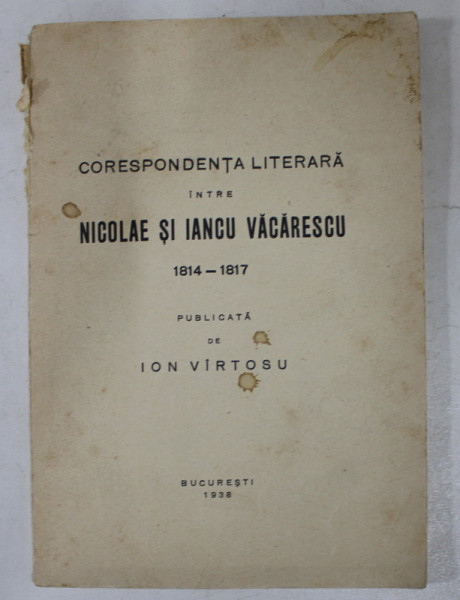 CORESPONDENȚA LITERARĂ
ÎNTRE
NICOLAE ȘI IANCU VĂCĂRESCU
1814 — 1817
PUBLICATĂ
DE
ION VÎRTOSU
BUCUREȘTI
1938